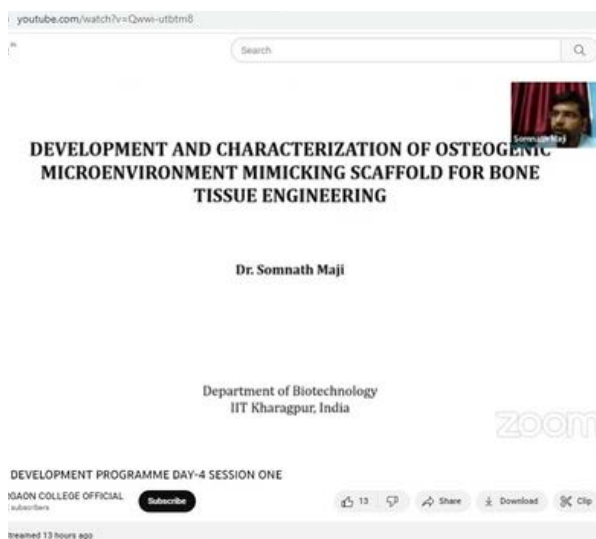 youtube.com/watch?v=Qwwi-utbtm8
Search
Somnath Maji
DEVELOPMENT AND CHARACTERIZATION OF OSTEOGENIC
MICROENVIRONMENT MIMICKING SCAFFOLD FOR BONE
TISSUE ENGINEERING
Dr. Somnath Maji
Department of Biotechnology
IIT Kharagpur, India
zoom
DEVELOPMENT PROGRAMME DAY-4 SESSION ONE
GAON COLLEGE OFFICIAL
subscribers
Subscribe
13
Share
Download
Clip
treamed 13 hours ago